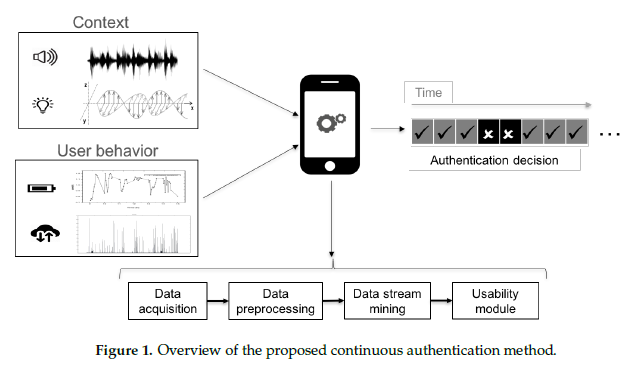 Context
z
x
y
User behavior
Time
Authentication decision
...
Data
acquisition
Data
preprocessing
Data stream
mining
Usability
module
Figure 1. Overview of the proposed continuous authentication method.